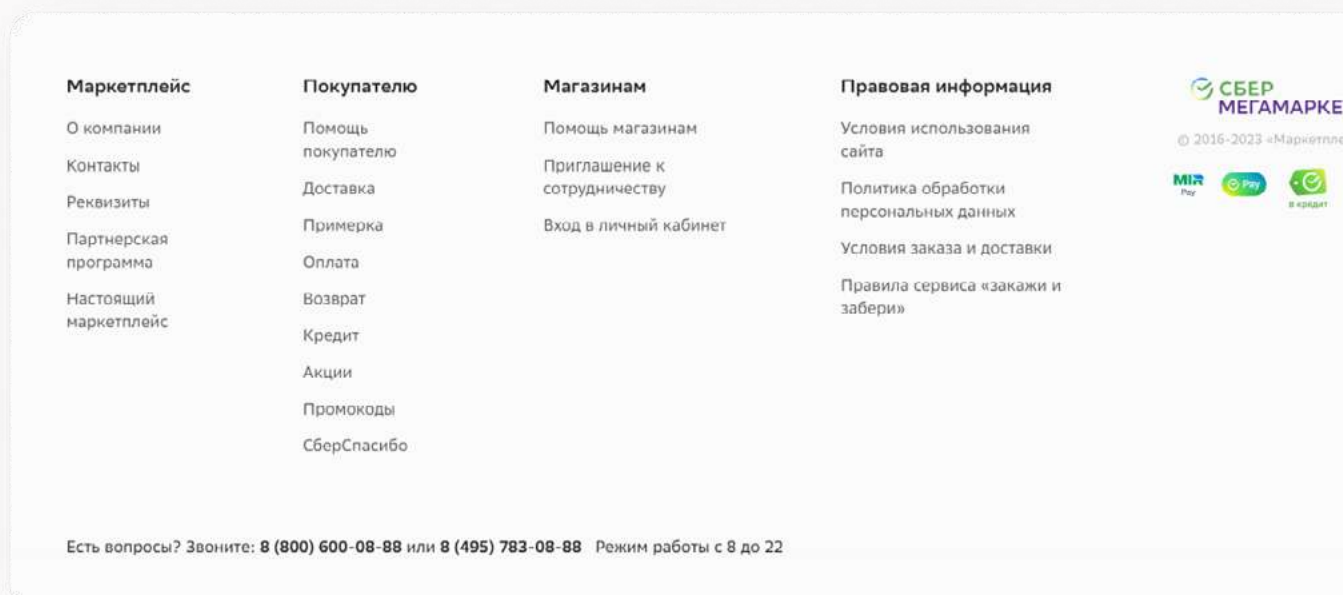 Маркетплейс
О компании
Контакты
Реквизиты
Партнерская
программа
Настоящий
маркетплейс
Покупателю
Помощь
покупателю
Доставка
Примерка
Оплата
Возврат
Кредит
Акции
Промокоды
СберСпасибо
Магазинам
Помощь магазинам
Приглашение к
сотрудничеству
Вход в личный кабинет
Правовая информация
Условия использования
сайта
Политика обработки
персональных данных
Условия заказа и доставки
Правила сервиса «закажи и
забери»
СБЕР
МЕГАМАРКЕ
© 2016-2023 «Маркетпле
MIR
Pay
Pay
в кредит
Есть вопросы? Звоните: 8 (800) 600-08-88 или 8 (495) 783-08-88 Режим работы с 8 до 22